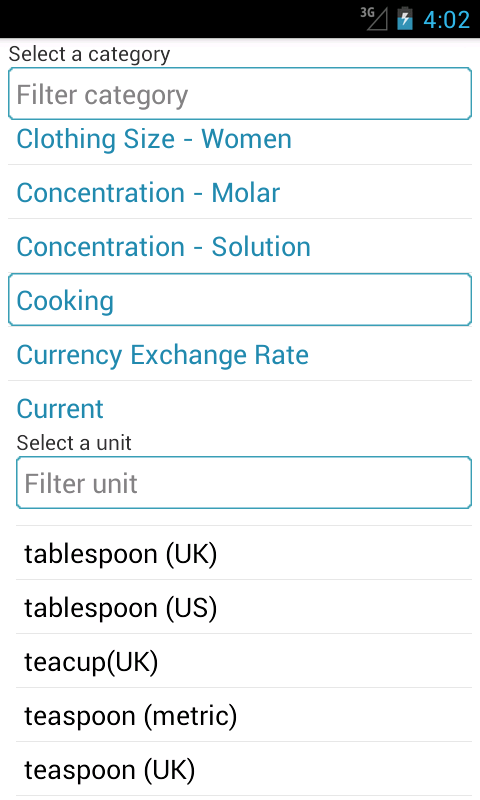 3G 4:02
Select a category
Filter category
Clothing Size - Women
Concentration - Molar
Concentration - Solution
Cooking
Currency Exchange Rate
Current
Select a unit
Filter unit
tablespoon (UK)
tablespoon (US)
teacup(UK)
teaspoon (metric)
teaspoon (UK)